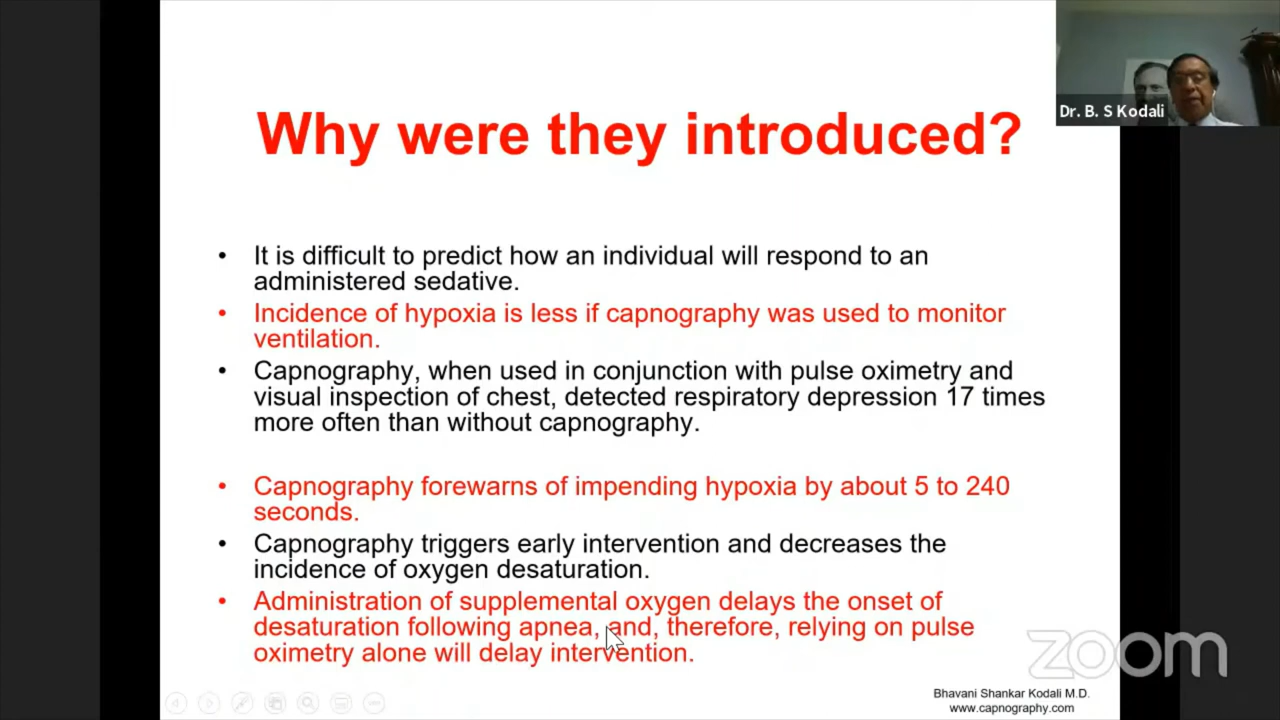 Why were they introduced?
Dr. B. S Kodali
• It is difficult to predict how an individual will respond to an
administered sedative.
• Incidence of hypoxia is less if capnography was used to monitor
ventilation.
• Capnography, when used in conjunction with pulse oximetry and
visual inspection of chest, detected respiratory depression 17 times
more often than without capnography.
• Capnography forewarns of impending hypoxia by about 5 to 240
seconds.
• Capnography triggers early intervention and decreases the
incidence of oxygen desaturation.
• Administration of supplemental oxygen delays the onset of
desaturation following apnea, and, therefore, relying on pulse
oximetry alone will delay intervention.
zoom
Bhavani Shankar Kodali M.D.
www.capnography.com